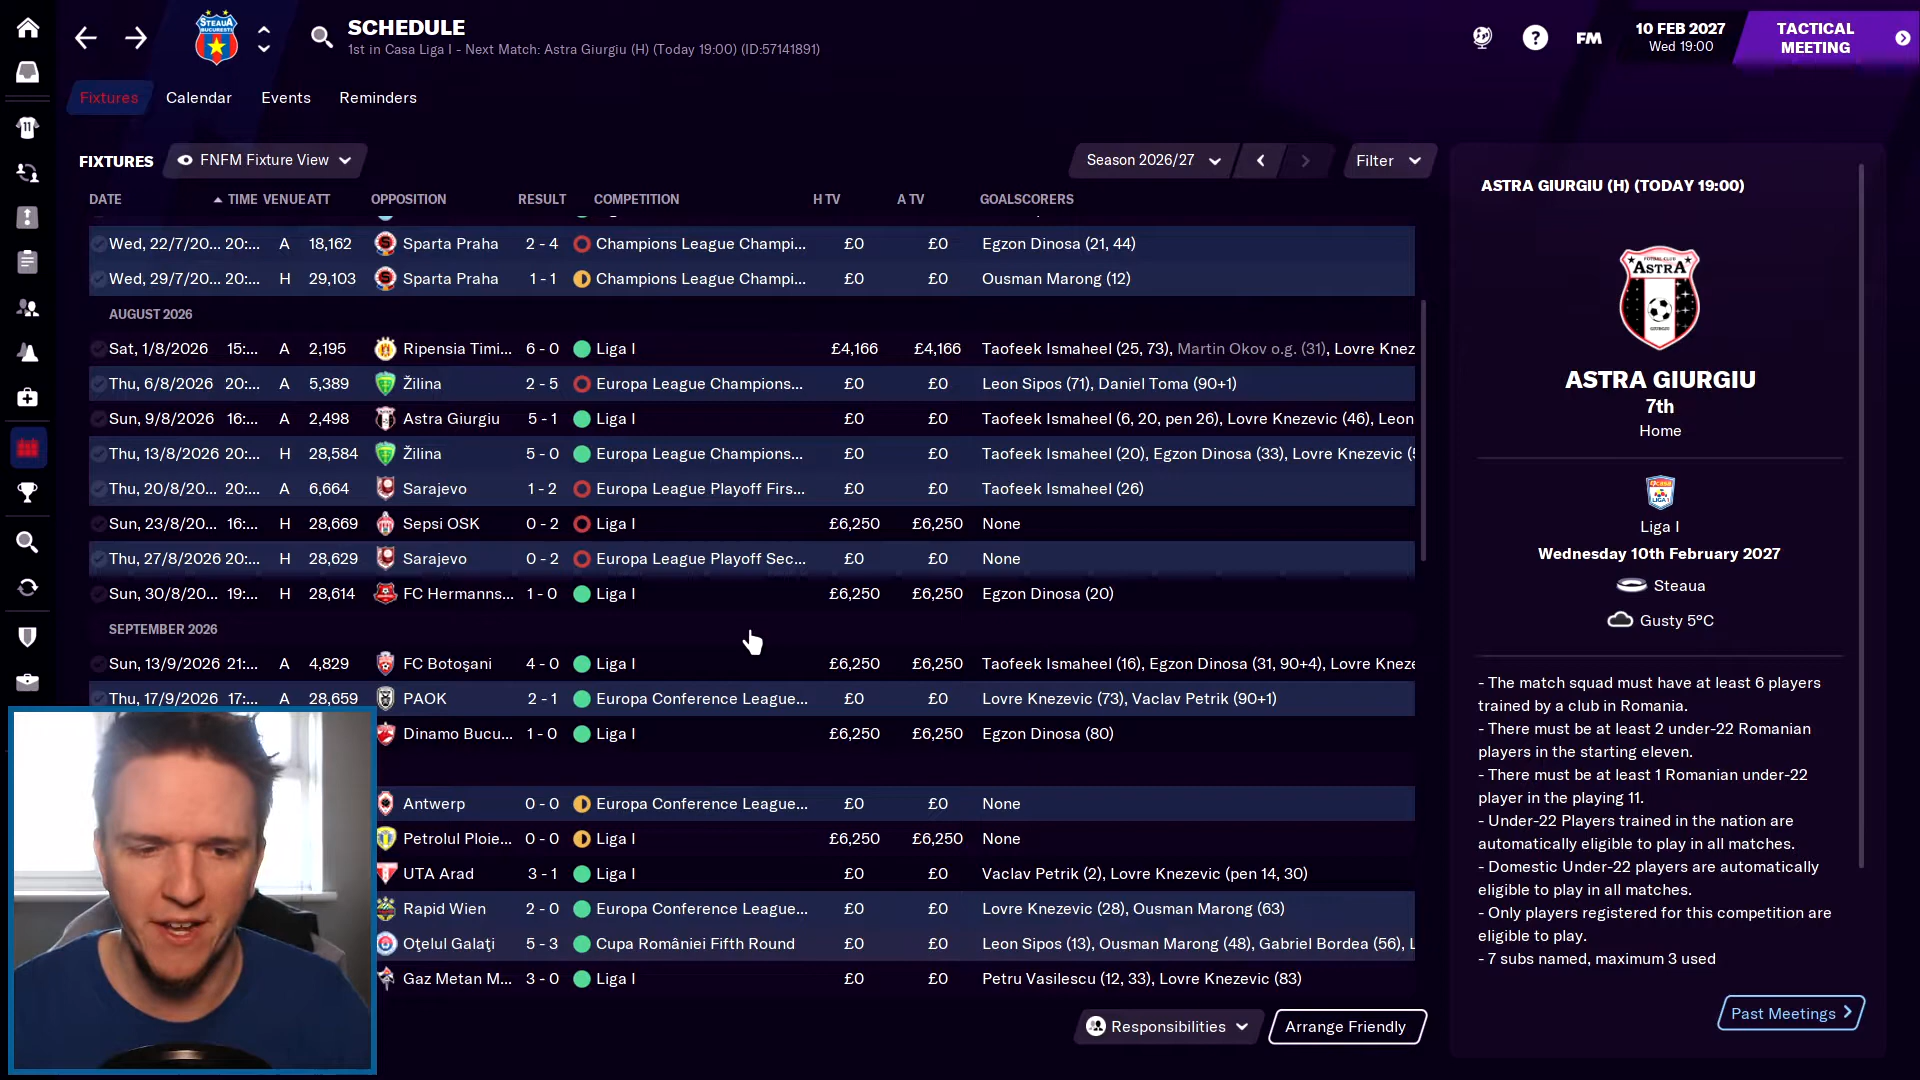 SCHEDULE
1st in Casa Liga I - Next Match: Astra Giurgiu (H) (Today 19:00) (ID:57141891)
FM
10 FEB 2027
Wed 19:00
TACTICAL
MEETING
Fixtures Calendar Events Reminders
FIXTURES FNFM Fixture View Season 2026/27 Filter
DATE TIME VENUE ATT OPPOSITION RESULT COMPETITION H TV A TV GOALSCORERS
Wed, 22/7/20... 20:... A 18,162 Sparta Praha 2 - 4 Champions League Champi... £0 £0 Egzon Dinosa (21, 44)
Wed, 29/7/20... 20:... H 29,103 Sparta Praha 1 - 1 Champions League Champi... £0 £0 Ousman Marong (12)
AUGUST 2026
Sat, 1/8/2026 15:... A 2,195 Ripensia Timi... 6 - 0 Liga I £4,166 £4,166 Taofeek Ismaheel (25, 73), Martin Okov o.g. (31), Lovre Knez
Thu, 6/8/2026 20:... A 5,389 Žilina 2 - 5 Europa League Champions... £0 £0 Leon Sipos (71), Daniel Toma (90+1)
Sun, 9/8/2026 16:... A 2,498 Astra Giurgiu 5 - 1 Liga I £6,250 £6,250 Taofeek Ismaheel (6, 20, pen 26), Lovre Knezevic (46), Leon
Thu, 13/8/2026 20:... H 28,584 Žilina 5 - 0 Europa League Champions... £0 £0 Taofeek Ismaheel (20), Egzon Dinosa (33), Lovre Knezevic (5
Thu, 20/8/20... 20:... A 6,664 Sarajevo 1 - 2 Europa League Playoff Firs... £0 £0 Taofeek Ismaheel (26)
Sun, 23/8/20... 16:... H 28,669 Sepsi OSK 0 - 2 Liga I £6,250 £6,250 None
Thu, 27/8/2026 20:... H 28,629 Sarajevo 0 - 2 Europa League Playoff Sec... £0 £0 None
Sun, 30/8/20... 19:... H 28,614 FC Hermanns... 1 - 0 Liga I £6,250 £6,250 Egzon Dinosa (20)
SEPTEMBER 2026
Sun, 13/9/2026 21:... A 4,829 FC Botoşani 4 - 0 Liga I £6,250 £6,250 Taofeek Ismaheel (16), Egzon Dinosa (31, 90+4), Lovre Kneze
Thu, 17/9/2026 17:... A 28,659 PAOK 2 - 1 Europa Conference League... £0 £0 Lovre Knezevic (73), Vaclav Petrik (90+1)
Dinamo Bucu... 1 - 0 Liga I £6,250 £6,250 Egzon Dinosa (80)
Antwerp 0 - 0 Europa Conference League... £0 £0 None
Petrolul Ploie... 0 - 0 Liga I £6,250 £6,250 None
UTA Arad 3 - 1 Liga I £0 £0 Vaclav Petrik (2), Lovre Knezevic (pen 14, 30)
Rapid Wien 2 - 0 Europa Conference League... £0 £0 Lovre Knezevic (28), Ousman Marong (63)
Oţelul Galaţi 5 - 3 Cupa României Fifth Round £0 £0 Leon Sipos (13), Ousman Marong (48), Gabriel Bordea (56), L
Gaz Metan M... 3 - 0 Liga I £0 £0 Petru Vasilescu (12, 33), Lovre Knezevic (83)
Responsibilities Arrange Friendly
ASTRA GIURGIU (H) (TODAY 19:00)
ASTRA
GIURGIU
ASTRA GIURGIU
7th
Home
Liga I
Wednesday 10th February 2027
Steaua
Gusty 5°C
- The match squad must have at least 6 players
trained by a club in Romania.
- There must be at least 2 under-22 Romanian
players in the starting eleven.
- There must be at least 1 Romanian under-22
player in the playing 11.
- Under-22 Players trained in the nation are
automatically eligible to play in all matches.
- Domestic Under-22 players are automatically
eligible to play in all matches.
- Only players registered for this competition are
eligible to play.
- 7 subs named, maximum 3 used
Past Meetings